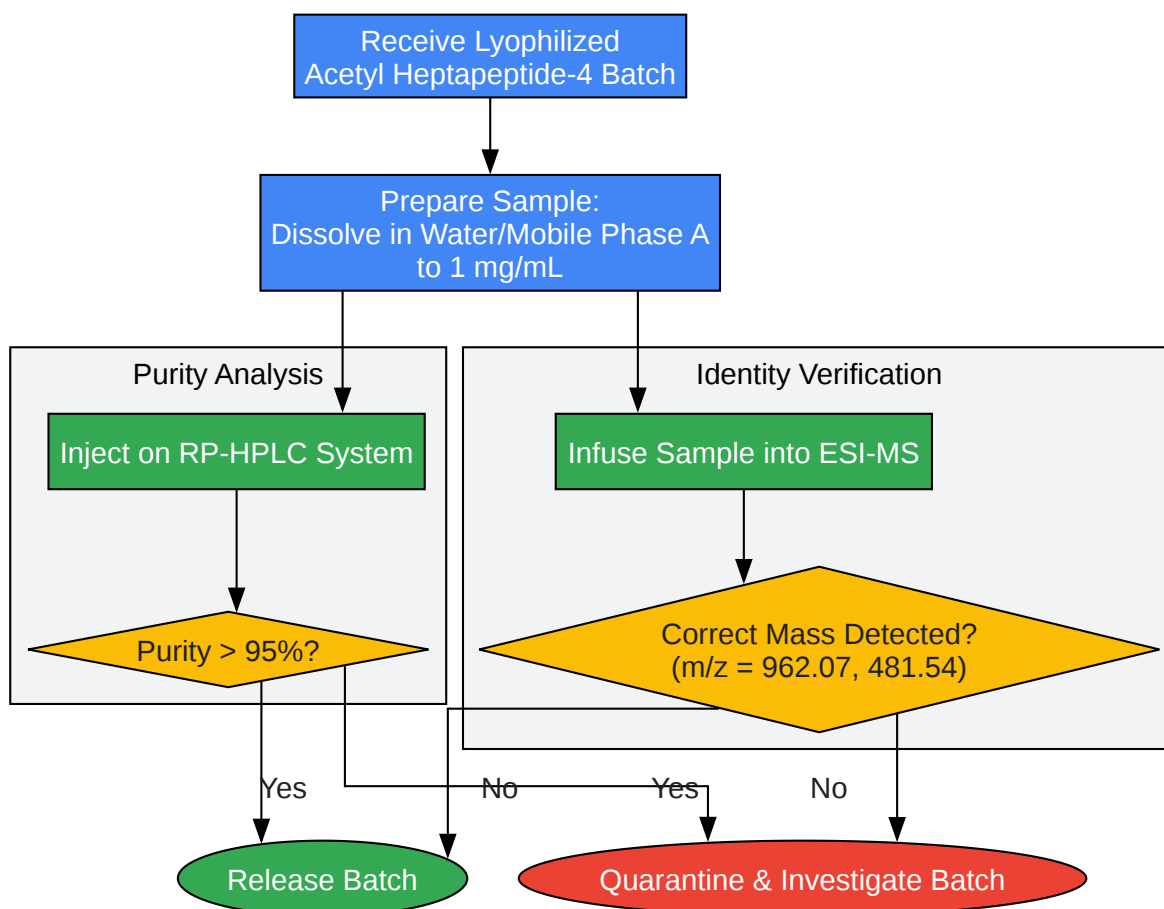 Receive Lyophilized
Acetyl Heptapeptide-4 Batch
Prepare Sample:
Dissolve in Water/Mobile Phase A
to 1 mg/mL
Purity Analysis
Identity Verification
Inject on RP-HPLC System
Infuse Sample into ESI-MS
Purity > 95%?
Correct Mass Detected?
(m/z = 962.07, 481.54)
Yes
No
Yes
No
Release Batch
Quarantine & Investigate Batch